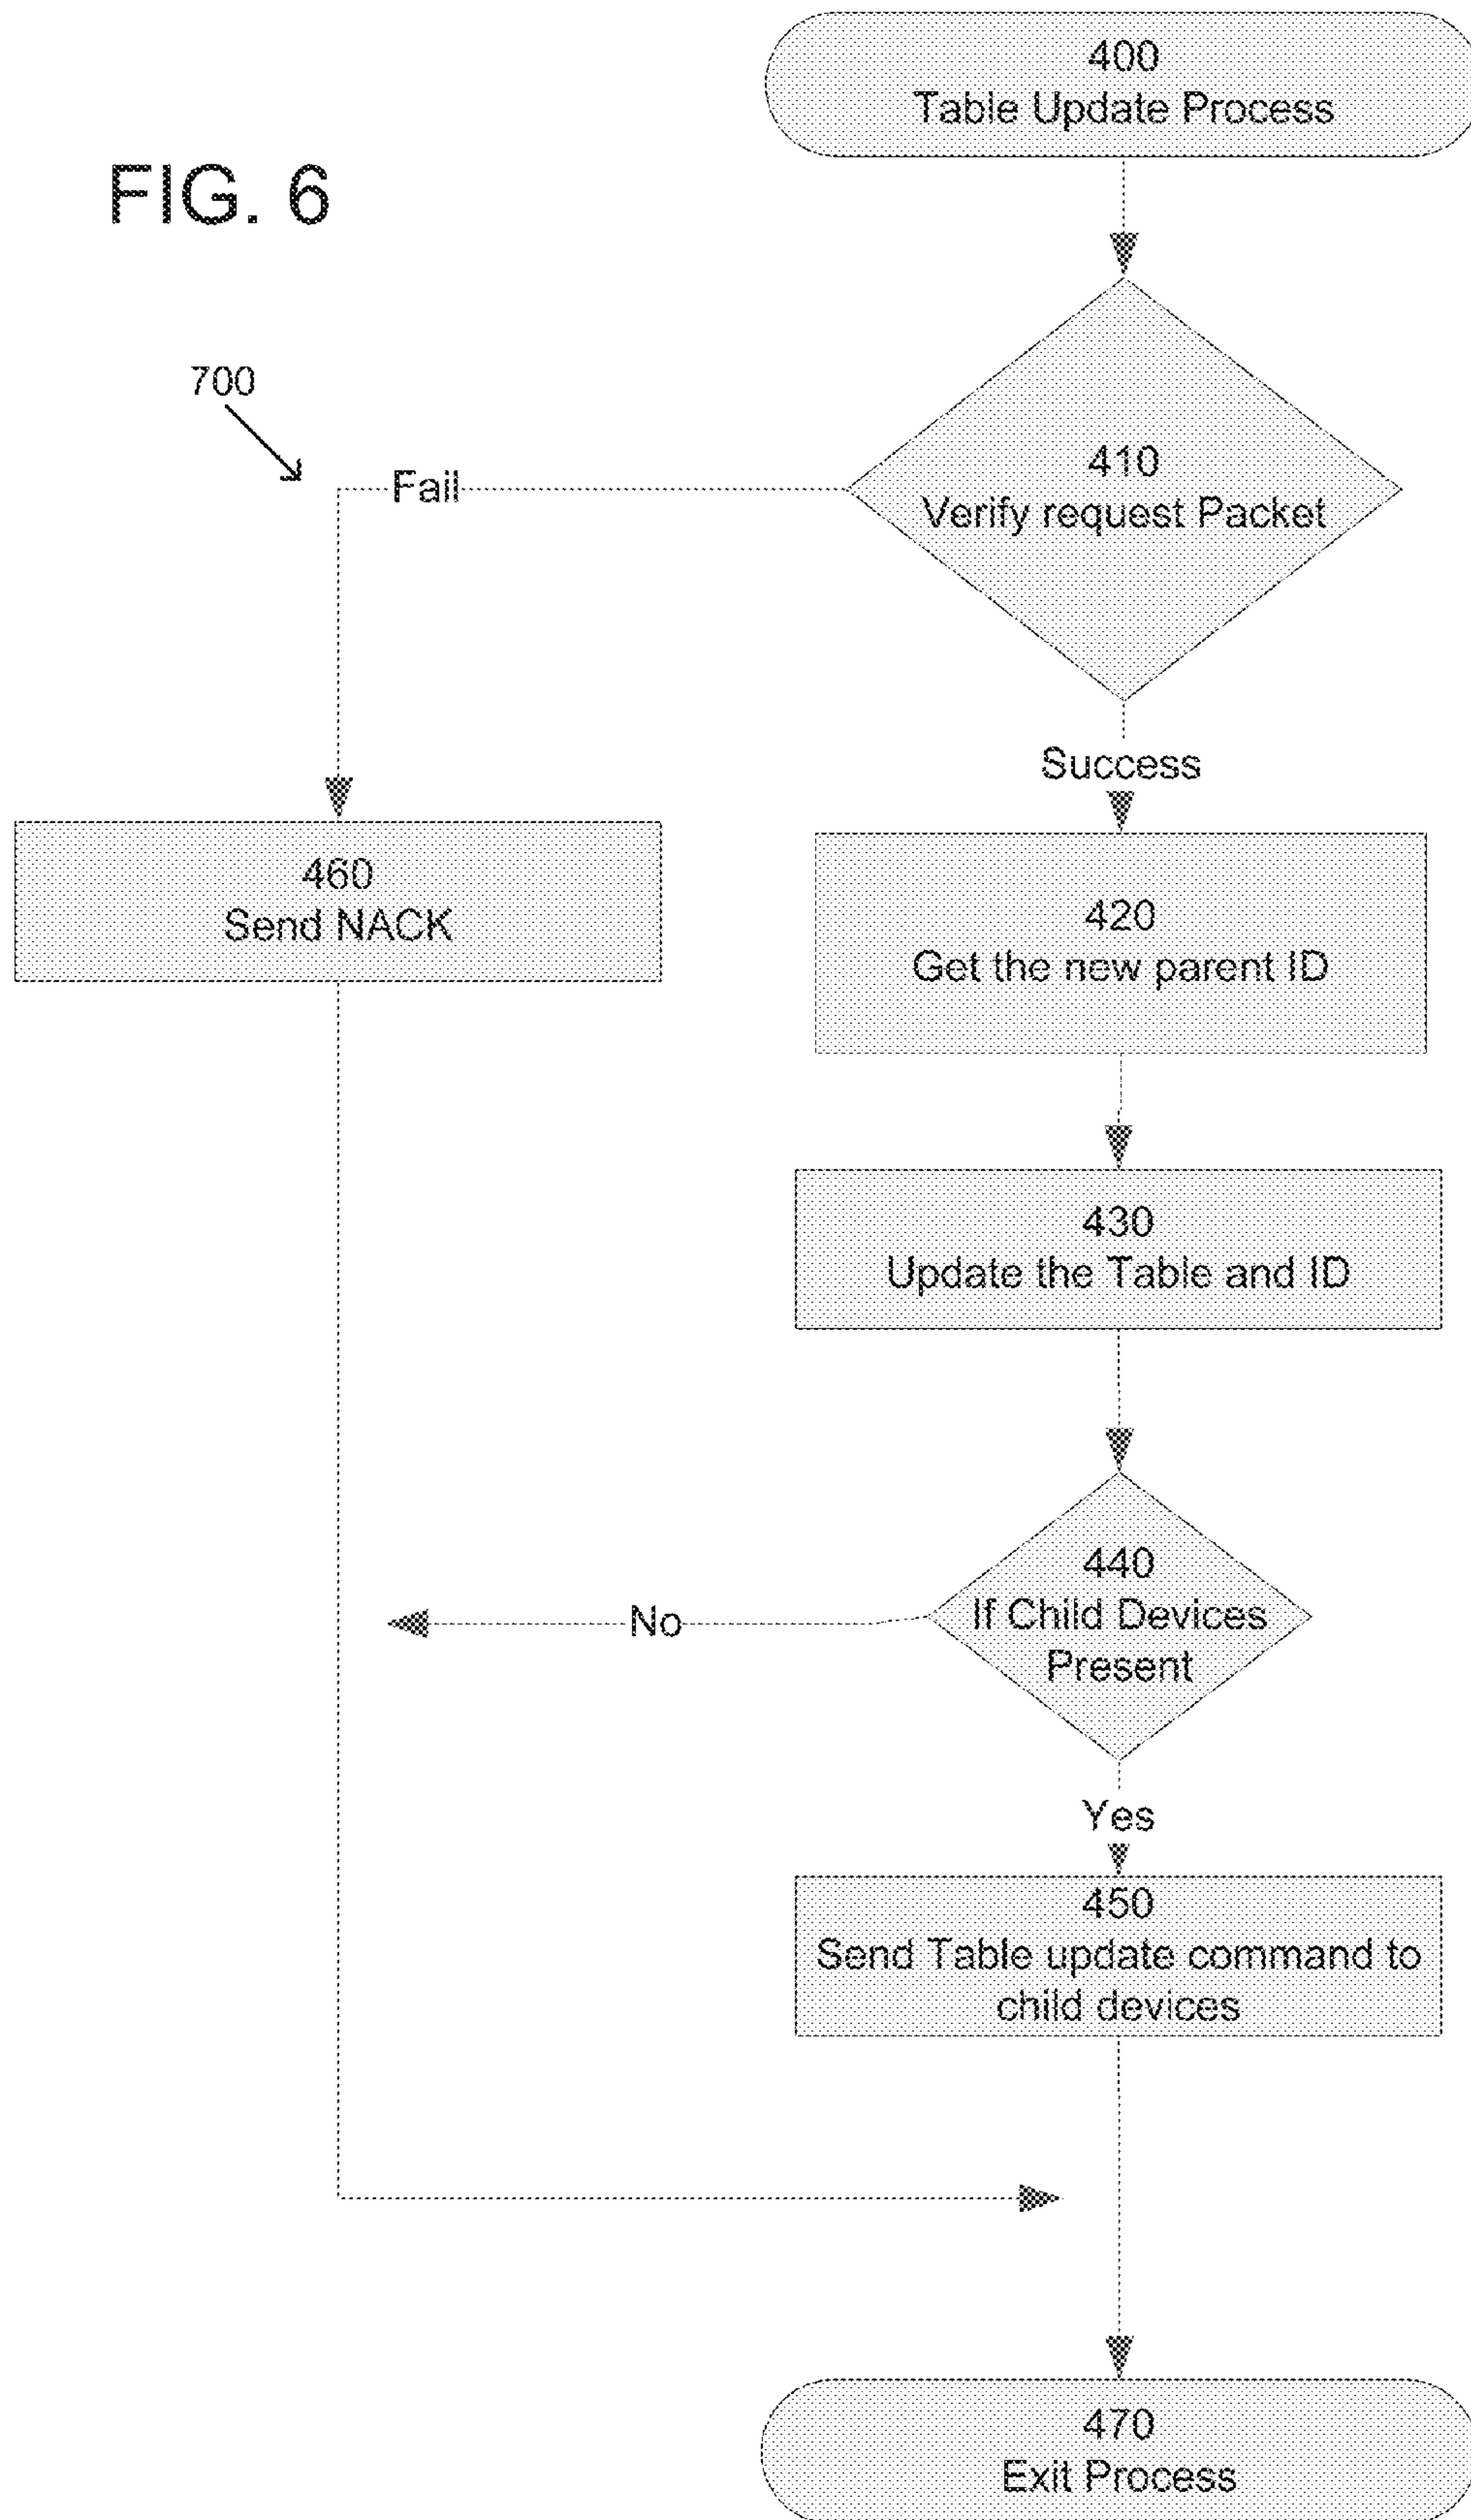 400
Table Update Process
FIG. 6
700
410
Verify request Packet
Fail
Success
460
Send NACK
420
Get the new parent ID
430
Update the Table and ID
440
If Child Devices
Present
No
Yes
450
Send Table update command to
child devices
470
Exit Process